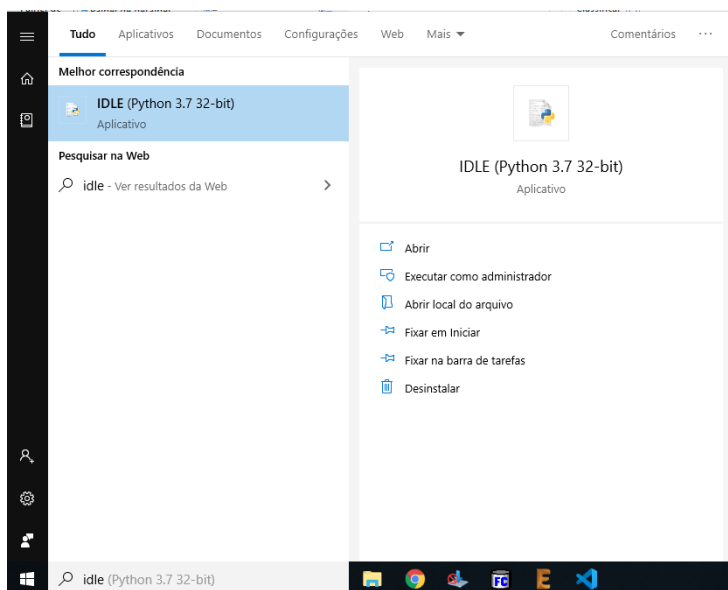 Tudo Aplicativos Documentos Configurações Web Mais Comentários ...
Melhor correspondência
IDLE (Python 3.7 32-bit)
Aplicativo
Pesquisar na Web
idle - Ver resultados da Web
IDLE (Python 3.7 32-bit)
Aplicativo
Abrir
Executar como administrador
Abrir local do arquivo
Fixar em Iniciar
Fixar na barra de tarefas
Desinstalar
idle (Python 3.7 32-bit)
FC
E